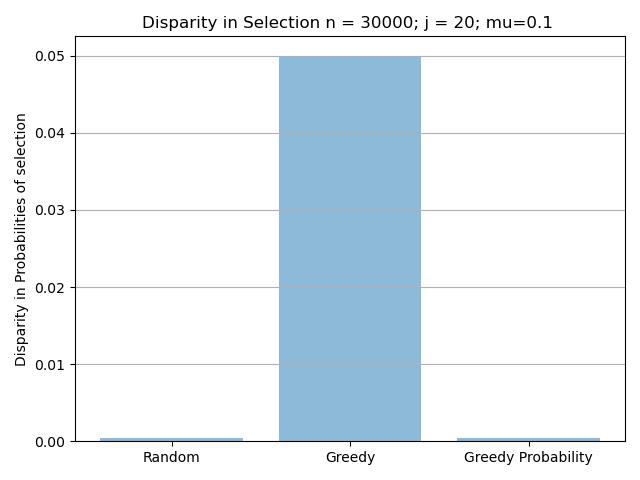 Disparity in Selection n = 30000; j = 20; mu=0.1
Disparity in Probabilities of selection
0.05
0.04
0.03
0.02
0.01
0.00
Random
Greedy
Greedy Probability